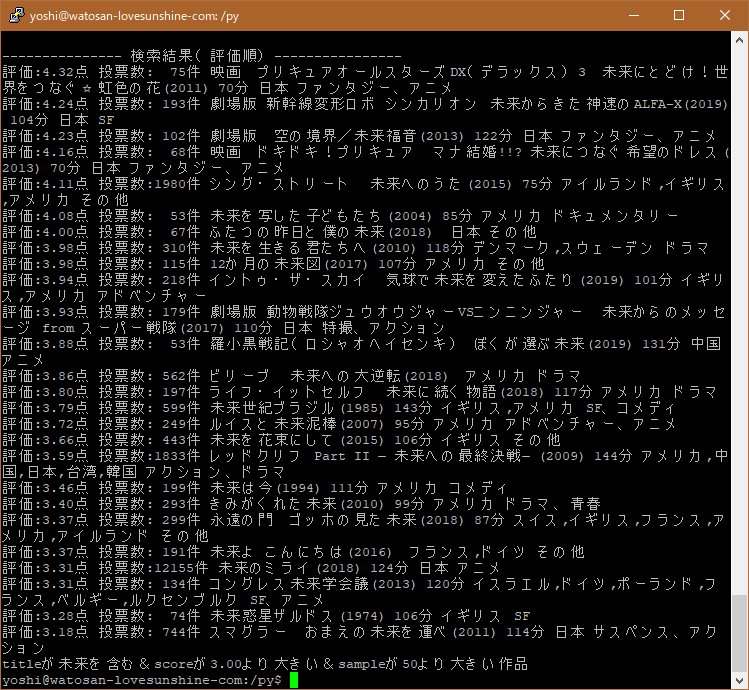 yoshi@watosan-lovesunshine-com: /py
--------------- 検索結果(評価順) ---------------
評価:4.32点 投票数:  75件 映画 プリキュアオールスターズDX(デラックス)3 未来にとどけ!世
界をつなぐ☆虹色の花(2011) 70分 日本 ファンタジー、アニメ
評価:4.24点 投票数: 193件 劇場版 新幹線変形ロボ シンカリオン 未来からきた神速のALFA-X(2019)
 104分 日本 SF
評価:4.23点 投票数: 102件 劇場版 空の境界/未来福音(2013) 122分 日本 ファンタジー、アニメ
評価:4.16点 投票数:  68件 映画 ドキドキ!プリキュア マナ結婚!!?未来につなぐ希望のドレス(
2013) 70分 日本 ファンタジー、アニメ
評価:4.11点 投票数:1980件 シング・ストリート 未来へのうた(2015) 75分 アイルランド,イギリス
,アメリカ その他
評価:4.08点 投票数:  53件 未来を写した子どもたち(2004) 85分 アメリカ ドキュメンタリー
評価:4.00点 投票数:  67件 ふたつの昨日と僕の未来(2018)  日本 その他
評価:3.98点 投票数: 310件 未来を生きる君たちへ(2010) 118分 デンマーク,スウェーデン ドラマ
評価:3.98点 投票数: 115件 12か月の未来図(2017) 107分 アメリカ その他
評価:3.94点 投票数: 218件 イントゥ・ザ・スカイ 気球で未来を変えたふたり(2019) 101分 イギリ
ス,アメリカ アドベンチャー
評価:3.93点 投票数: 179件 劇場版 動物戦隊ジュウオウジャーVSニンニンジャー 未来からのメッセ
ージ fromスーパー戦隊(2017) 110分 日本 特撮、アクション
評価:3.88点 投票数:  53件 羅小黒戦記(ロシャオヘイセンキ) ぼくが選ぶ未来(2019) 131分 中国
アニメ
評価:3.86点 投票数: 562件 ビリーブ 未来への大逆転(2018)  アメリカ ドラマ
評価:3.80点 投票数: 197件 ライフ・イットセルフ 未来に続く物語(2018) 117分 アメリカ ドラマ
評価:3.79点 投票数: 599件 未来世紀ブラジル(1985) 143分 イギリス,アメリカ SF、コメディ
評価:3.72点 投票数: 249件 ルイスと未来泥棒(2007) 95分 アメリカ アドベンチャー、アニメ
評価:3.66点 投票数: 443件 未来を花束にして(2015) 106分 イギリス その他
評価:3.59点 投票数:1833件 レッドクリフ Part II ―未来への最終決戦―(2009) 144分 アメリカ,中
国,日本,台湾,韓国 アクション、ドラマ
評価:3.46点 投票数: 199件 未来は今(1994) 111分 アメリカ コメディ
評価:3.40点 投票数: 293件 きみがくれた未来(2010) 99分 アメリカ ドラマ、青春
評価:3.37点 投票数: 299件 永遠の門 ゴッホの見た未来(2018) 87分 スイス,イギリス,フランス,ア
メリカ,アイルランド その他
評価:3.37点 投票数: 191件 未来よ こんにちは(2016)  フランス,ドイツ その他
評価:3.31点 投票数:12155件 未来のミライ(2018) 124分 日本 アニメ
評価:3.31点 投票数: 134件 コングレス未来学会議(2013) 120分 イスラエル,ドイツ,ポーランド,フ
ランス,ベルギー,ルクセンブルク SF、アニメ
評価:3.28点 投票数:  74件 未来惑星ザルドス(1974) 106分 イギリス SF
評価:3.18点 投票数: 744件 スマグラー おまえの未来を運べ(2011) 114分 日本 サスペンス、アク
ション
titleが未来を含む & scoreが3.00より大きい & sampleが50より大きい作品
yoshi@watosan-lovesunshine-com:/py$